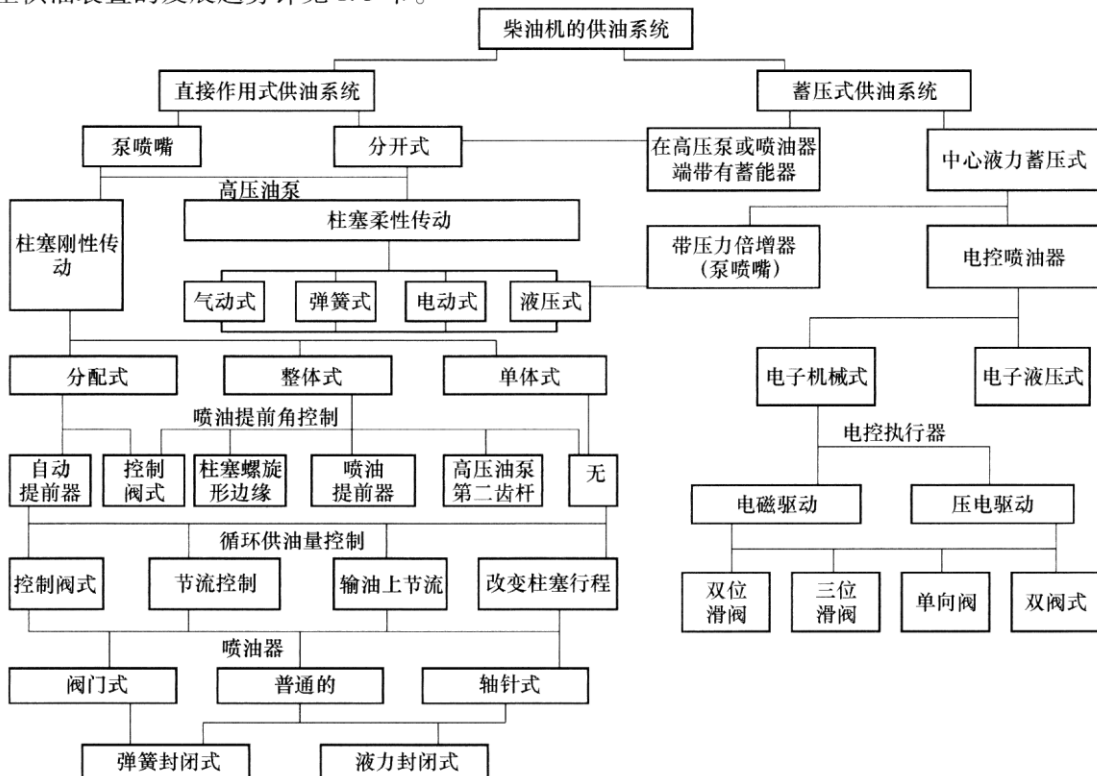 柴油机的供油系统
直接作用式供油系统
蓄压式供油系统
泵喷嘴
分开式
在高压泵或喷油器
端带有蓄能器
中心液力蓄压式
高压油泵
柱塞刚性传
动
柱塞柔性传动
带压力倍增器
(泵喷嘴)
电控喷油器
气动式
弹簧式
电动式
液压式
分配式
整体式
单体式
电子机械式
电子液压式
喷油提前角控制
电控执行器
自动
提前器
控制
阀式
柱塞螺旋
形边缘
喷油
提前器
高压油泵
第二齿杆
无
电磁驱动
压电驱动
循环供油量控制
控制阀式
节流控制
输油上节流
改变柱塞行程
双位
滑阀
三位
滑阀
单向阀
双阀式
喷油器
阀门式
普通的
轴针式
弹簧封闭式
液力封闭式